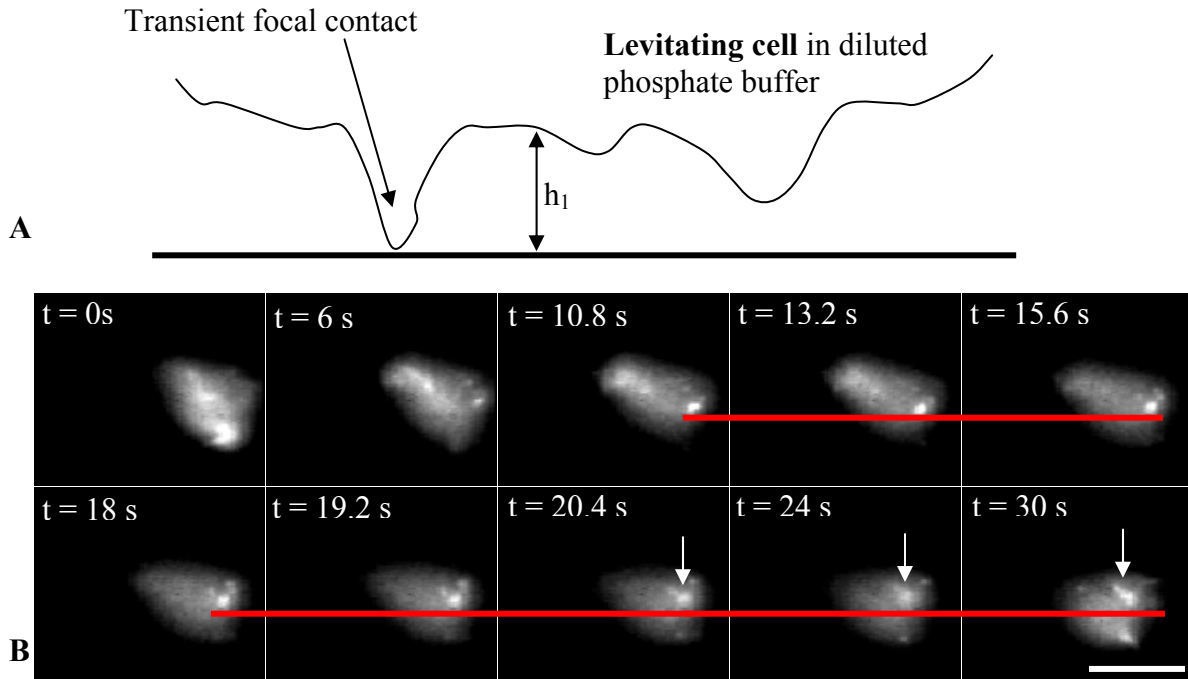 Transient focal contact
Levitating cell in diluted
phosphate buffer
h1
A
t = 0s
t = 6 s
t = 10.8 s
t = 13.2 s
t = 15.6 s
t = 18 s
t = 19.2 s
t = 20.4 s
t = 24 s
t = 30 s
B